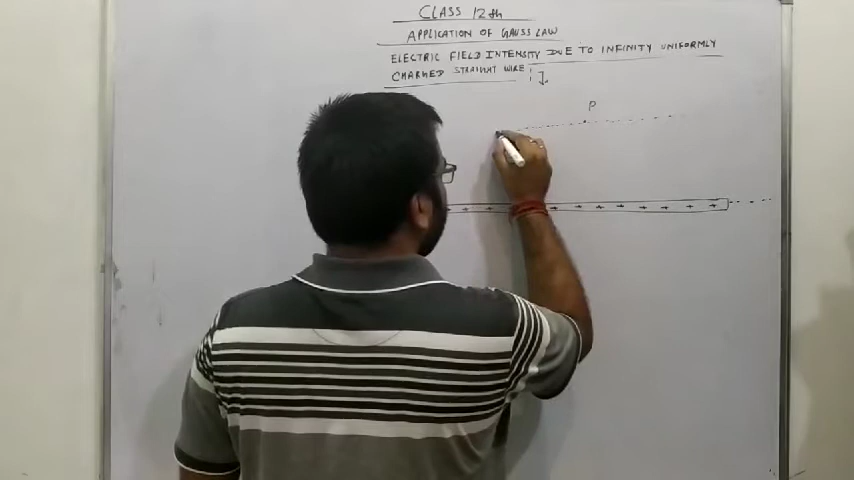 CLASS 12th
APPLICATION OF GAUSS LAW
ELECTRIC FIELD INTENSITY DUE TO INFINITY UNIFORMLY
CHARGED STRAIGHT WIRE :].
P
+ + + + + + + + + +